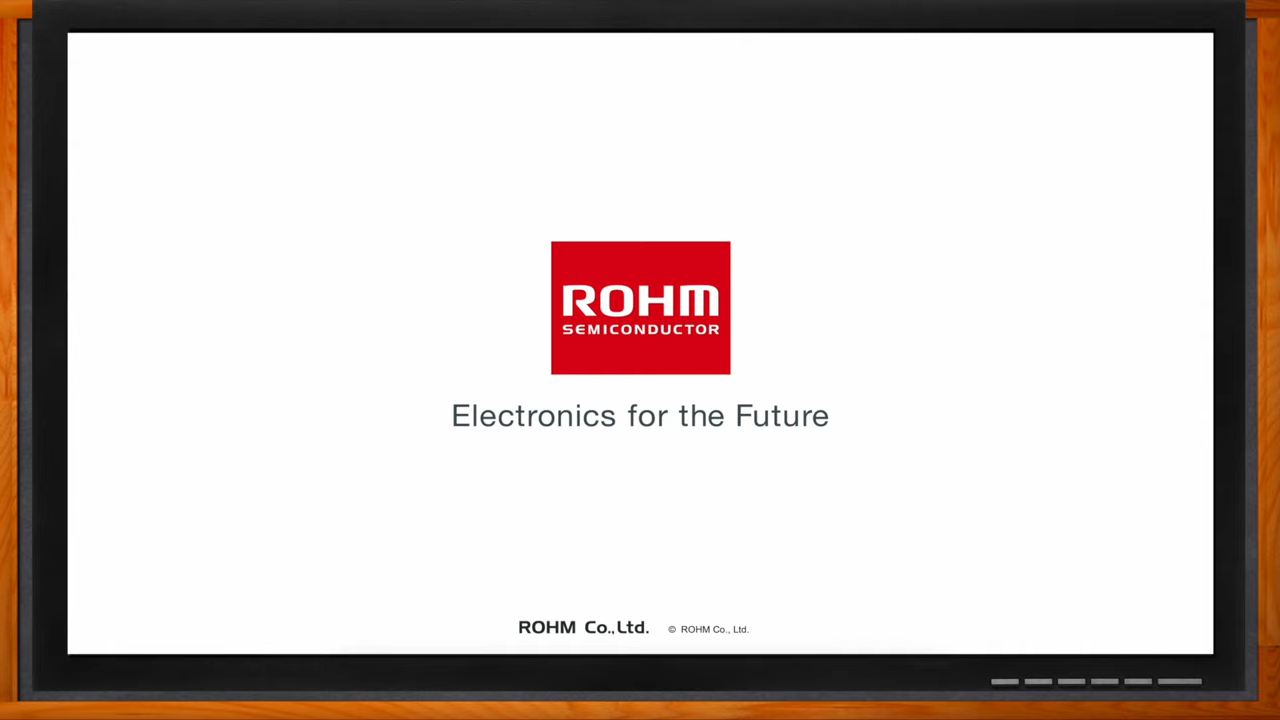 ROHM
SEMICONDUCTOR
Electronics for the Future
ROHM Co.,Ltd. © ROHM Co., Ltd.